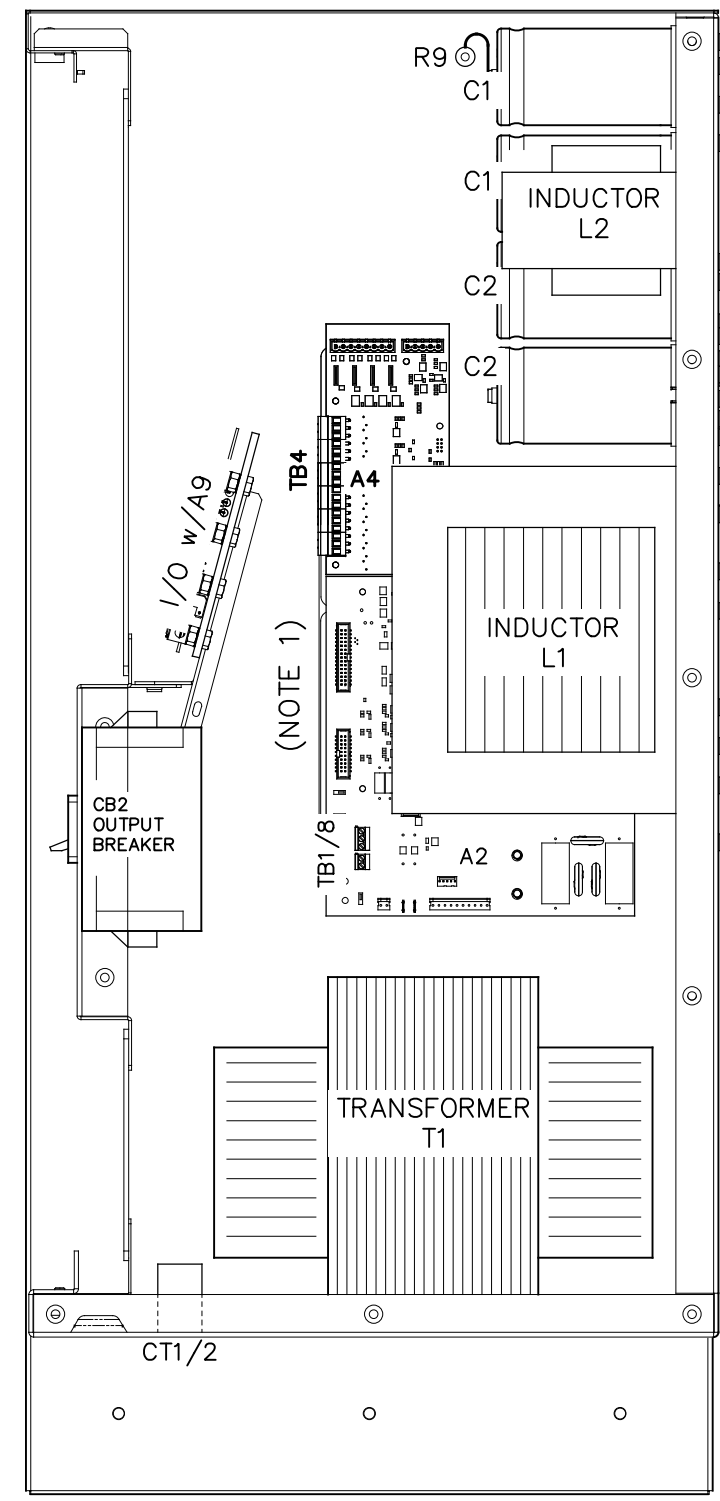 R9
C1
C1
INDUCTOR
L2
C2
C2
TB4
A4
I/O w/A9
INDUCTOR
L1
(NOTE 1)
CB2
OUTPUT
BREAKER
TB1/8
A2
TRANSFORMER
T1
CT1/2